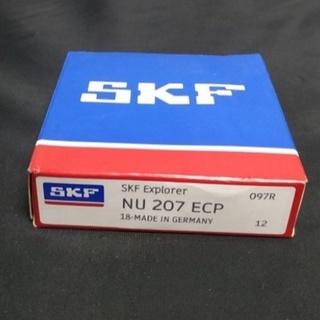 SKF
SKF
SKF Explorer
097R
NU 207 ECP
18-MADE IN GERMANY
12